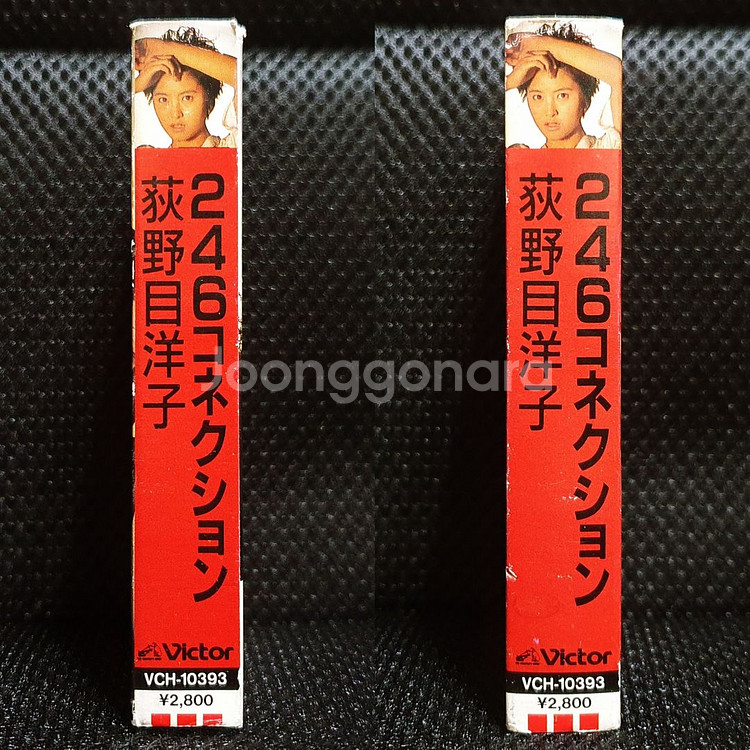 246コネクション
荻野目洋子
Victor
VCH-10393
¥2,800
246コネクション
荻野目洋子
Victor
VCH-10393
¥2,800
Joonggonara